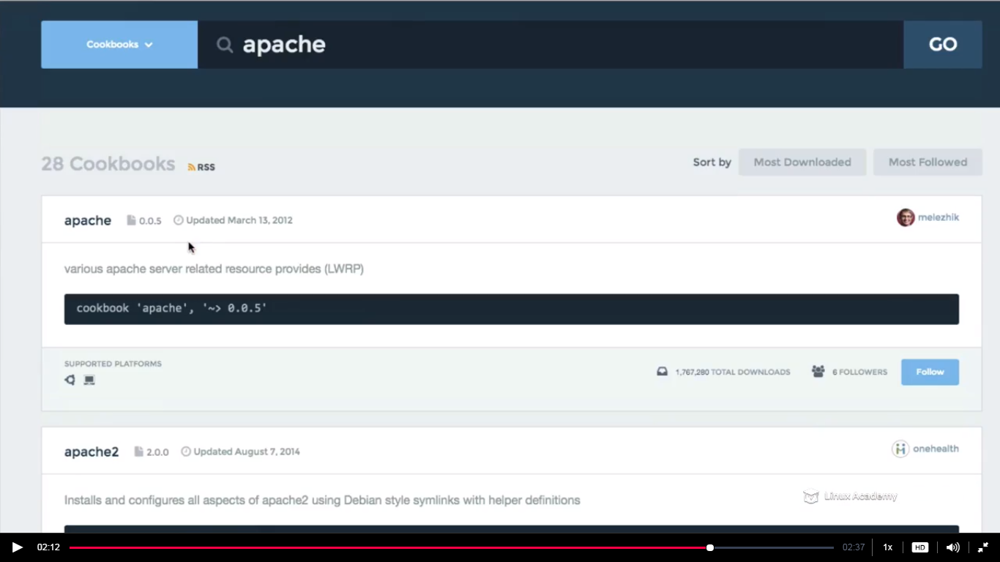 Cookbooks
apache
GO
28 Cookbooks
RSS
Sort by
Most Downloaded
Most Followed
apache 0.0.5 Updated March 13, 2012
melezhik
various apache server related resource provides (LWRP)
cookbook 'apache', '~> 0.0.5'
SUPPORTED PLATFORMS
1,767,280 TOTAL DOWNLOADS
6 FOLLOWERS
Follow
apache2 2.0.0 Updated August 7, 2014
onehealth
Installs and configures all aspects of apache2 using Debian style symlinks with helper definitions
Linux Academy
02:12
02:37
1x
HD